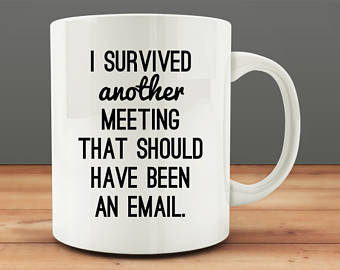 I SURVIVED
another
MEETING
THAT SHOULD
HAVE BEEN
AN EMAIL.